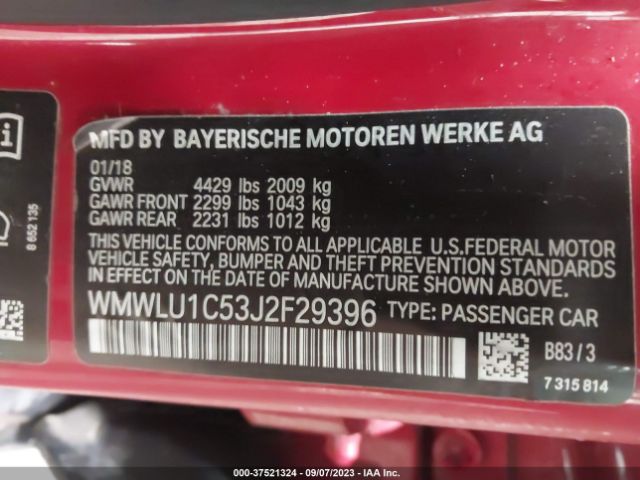 MFD BY BAYERISCHE MOTOREN WERKE AG
01/18
GVWR 4429 lbs 2009 kg
GAWR FRONT 2299 lbs 1043 kg
GAWR REAR 2231 lbs 1012 kg
THIS VEHICLE CONFORMS TO ALL APPLICABLE U.S.FEDERAL MOTOR
VEHICLE SAFETY, BUMPER AND THEFT PREVENTION STANDARDS
IN EFFECT ON THE DATE OF MANUFACTURE SHOWN ABOVE.
WMWLU1C53J2F29396 TYPE: PASSENGER CAR
B83 / 3
7 315 814
8 652 135
i
000-37521324 | 09/07/2023 | IAA Inc.